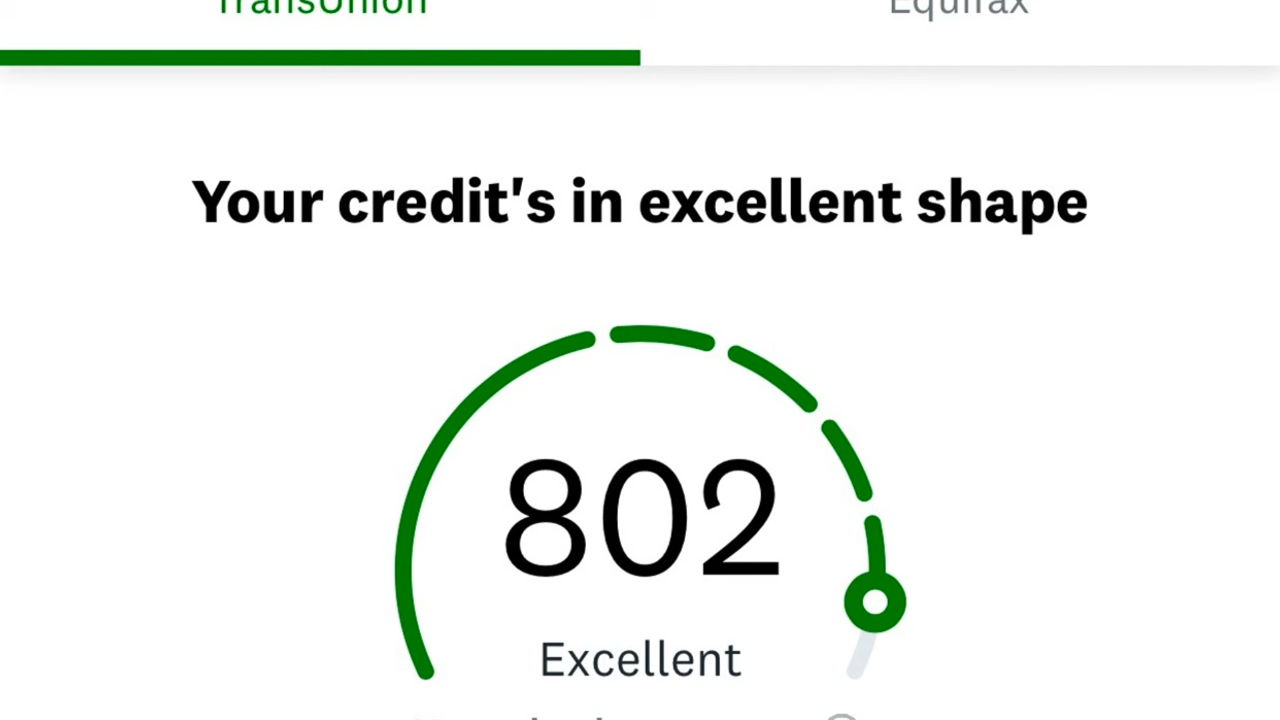 TransUnion
Equifax
Your credit's in excellent shape
802
Excellent